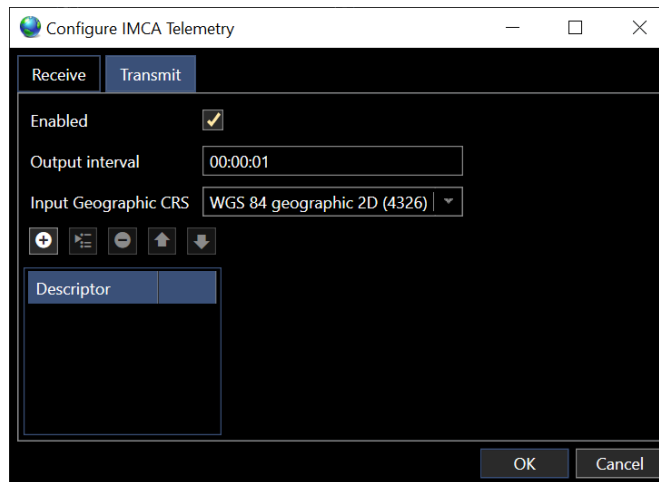 Configure IMCA Telemetry
Receive Transmit
Enabled
Output interval 00:00:01
Input Geographic CRS WGS 84 geographic 2D (4326)
Descriptor
OK Cancel